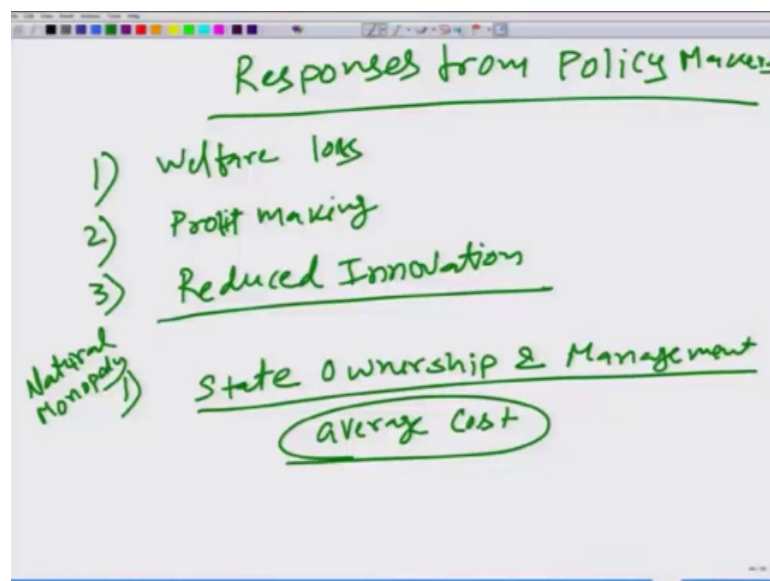 Responses from Policy Makers
1) Welfare loss
2) Profit making
3) Reduced Innovation
Natural
Monopoly
1) State Ownership & Management
average cost